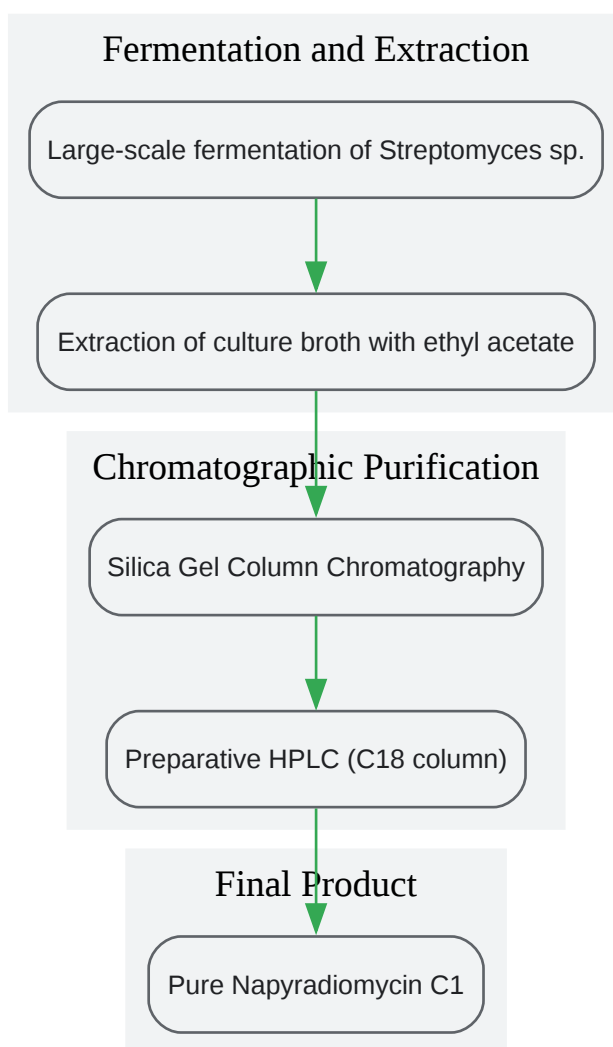 Fermentation and Extraction
Large-scale fermentation of Streptomyces sp.
Extraction of culture broth with ethyl acetate
Chromatographic Purification
Silica Gel Column Chromatography
Preparative HPLC (C18 column)
Final Product
Pure Napyradiomycin C1